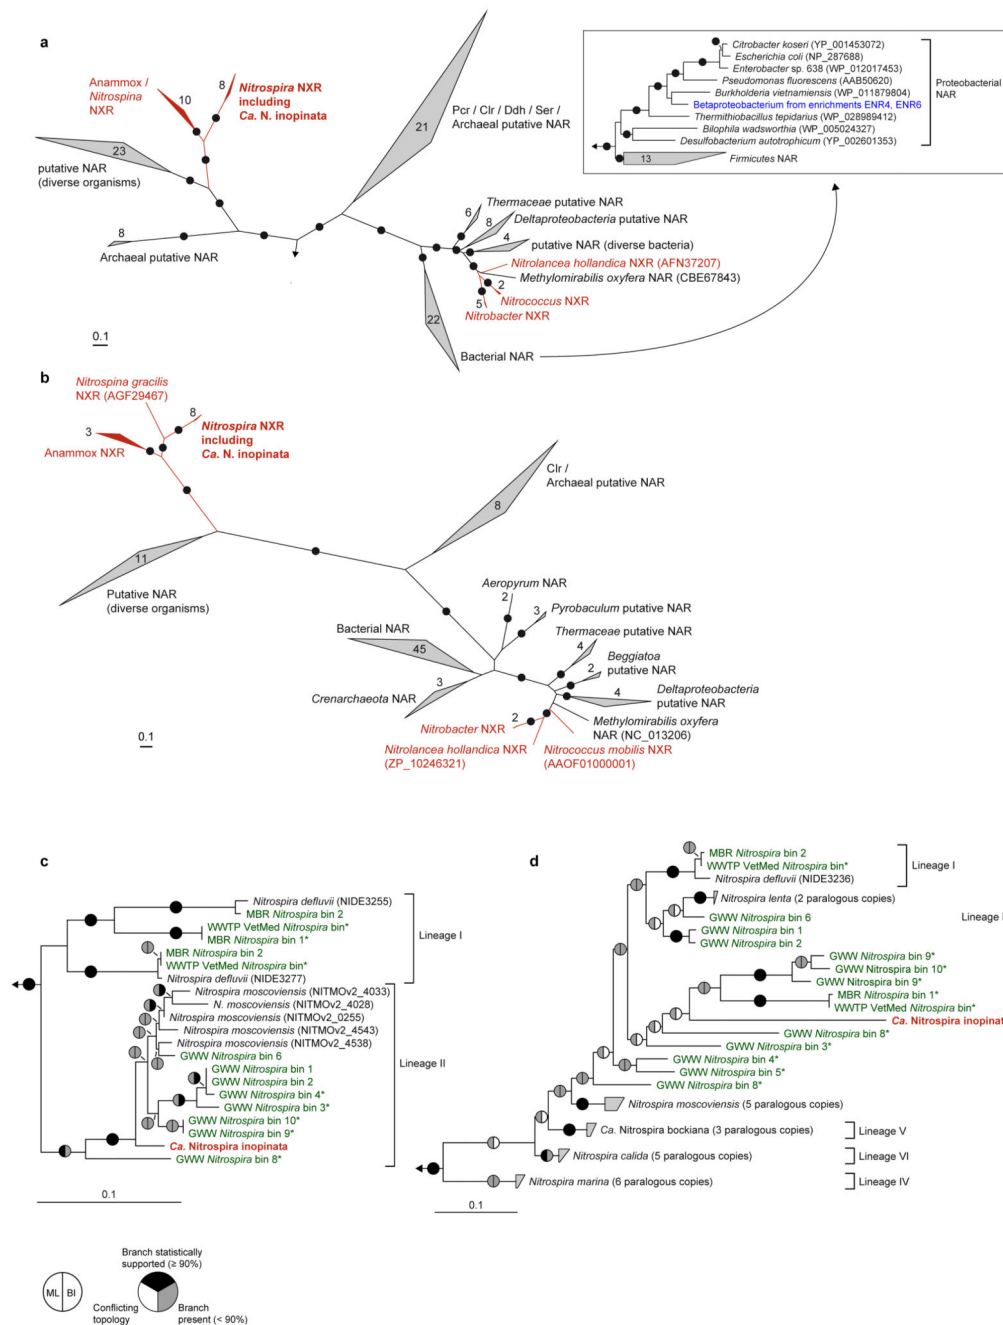 a
Anammox /
Nitrospina
NXR
10
8
Nitrospira NXR
including
Ca. N. inopinata
23
putative NAR
(diverse organisms)
8
Archaeal putative NAR
21
Pcr / Clr / Ddh / Ser /
Archaeal putative NAR
6
Thermaceae putative NAR
8
Deltaproteobacteria putative NAR
4
putative NAR (diverse bacteria)
Nitrolancea hollandica NXR (AFN37207)
Methylomirabilis oxyfera NAR (CBE67843)
2
Nitrococcus NXR
5
Nitrobacter NXR
22
Bacterial NAR
0.1
Citrobacter koseri (YP_001453072)
Escherichia coli (NP_287688)
Enterobacter sp. 638 (WP_012017453)
Pseudomonas fluorescens (AAB50620)
Burkholderia vietnamiensis (WP_011879804)
Betaproteobacterium from enrichments ENR4, ENR6
Thermithiobacillus tepidarius (WP_028989412)
Bilophila wadsworthia (WP_005024327)
Desulfobacterium autotrophicum (YP_002601353)
13
Firmicutes NAR
Proteobacterial
NAR
b
Nitrospina gracilis
NXR (AGF29467)
8
Nitrospira NXR
including
Ca. N. inopinata
3
Anammox NXR
11
Putative NAR
(diverse organisms)
Clr /
Archaeal putative NAR
8
Aeropyrum NAR
2
3
Pyrobaculum putative NAR
Thermaceae putative NAR
4
Beggiatoa
putative NAR
2
Bacterial NAR
45
3
Crenarchaeota NAR
4
Deltaproteobacteria
putative NAR
Methylomirabilis oxyfera
NAR (NC_013206)
Nitrobacter NXR
2
Nitrolancea hollandica NXR
(ZP_10246321)
Nitrococcus mobilis NXR
(AAOF01000001)
0.1
c
Nitrospira defluvii (NIDE3255)
MBR Nitrospira bin 2
WWTP VetMed Nitrospira bin*
MBR Nitrospira bin 1*
MBR Nitrospira bin 2
WWTP VetMed Nitrospira bin*
Nitrospira defluvii (NIDE3277)
Lineage I
Nitrospira moscoviensis (NITMOv2_4033)
N. moscoviensis (NITMOv2_4028)
Nitrospira moscoviensis (NITMOv2_0255)
Nitrospira moscoviensis (NITMOv2_4543)
Nitrospira moscoviensis (NITMOv2_4538)
GWW Nitrospira bin 6
GWW Nitrospira bin 1
GWW Nitrospira bin 2
GWW Nitrospira bin 4*
GWW Nitrospira bin 3*
GWW Nitrospira bin 10*
GWW Nitrospira bin 9*
Ca. Nitrospira inopinata
GWW Nitrospira bin 8*
Lineage II
0.1
d
MBR Nitrospira bin 2
WWTP VetMed Nitrospira bin*
Nitrospira defluvii (NIDE3236)
Lineage I
Nitrospira lenta (2 paralogous copies)
GWW Nitrospira bin 6
GWW Nitrospira bin 1
GWW Nitrospira bin 2
Lineage
GWW Nitrospira bin 9*
GWW Nitrospira bin 10*
GWW Nitrospira bin 9*
MBR Nitrospira bin 1*
WWTP VetMed Nitrospira bin*
Ca. Nitrospira inopinat
GWW Nitrospira bin 8*
GWW Nitrospira bin 3*
GWW Nitrospira bin 4*
GWW Nitrospira bin 5*
GWW Nitrospira bin 8*
Nitrospira moscoviensis (5 paralogous copies)
Ca. Nitrospira bockiana (3 paralogous copies)
Lineage V
Nitrospira calida (5 paralogous copies)
Lineage VI
Nitrospira marina (6 paralogous copies)
Lineage IV
0.1
Branch statistically
supported (≥ 90%)
ML BI
Conflicting
topology
Branch
present (< 90%)